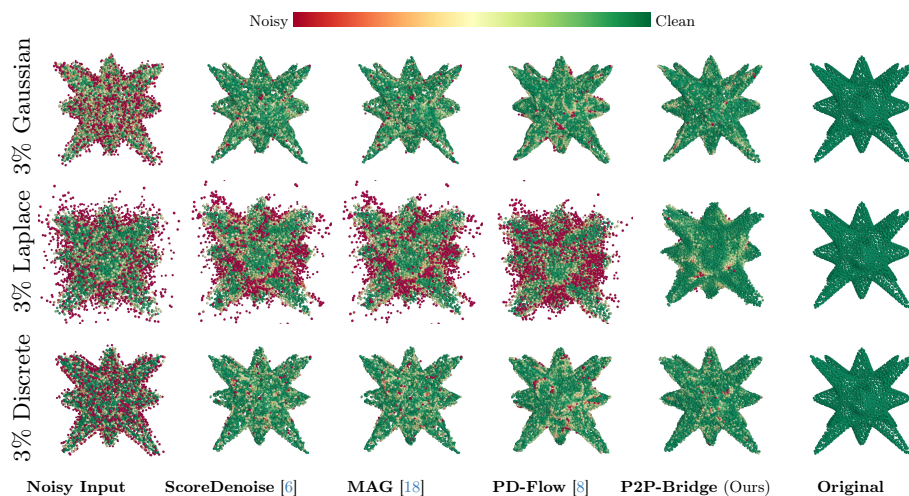 Noisy Clean
3% Gaussian
3% Laplace
3% Discrete
Noisy Input ScoreDenoise [6] MAG [18] PD-Flow [8] P2P-Bridge (Ours) Original